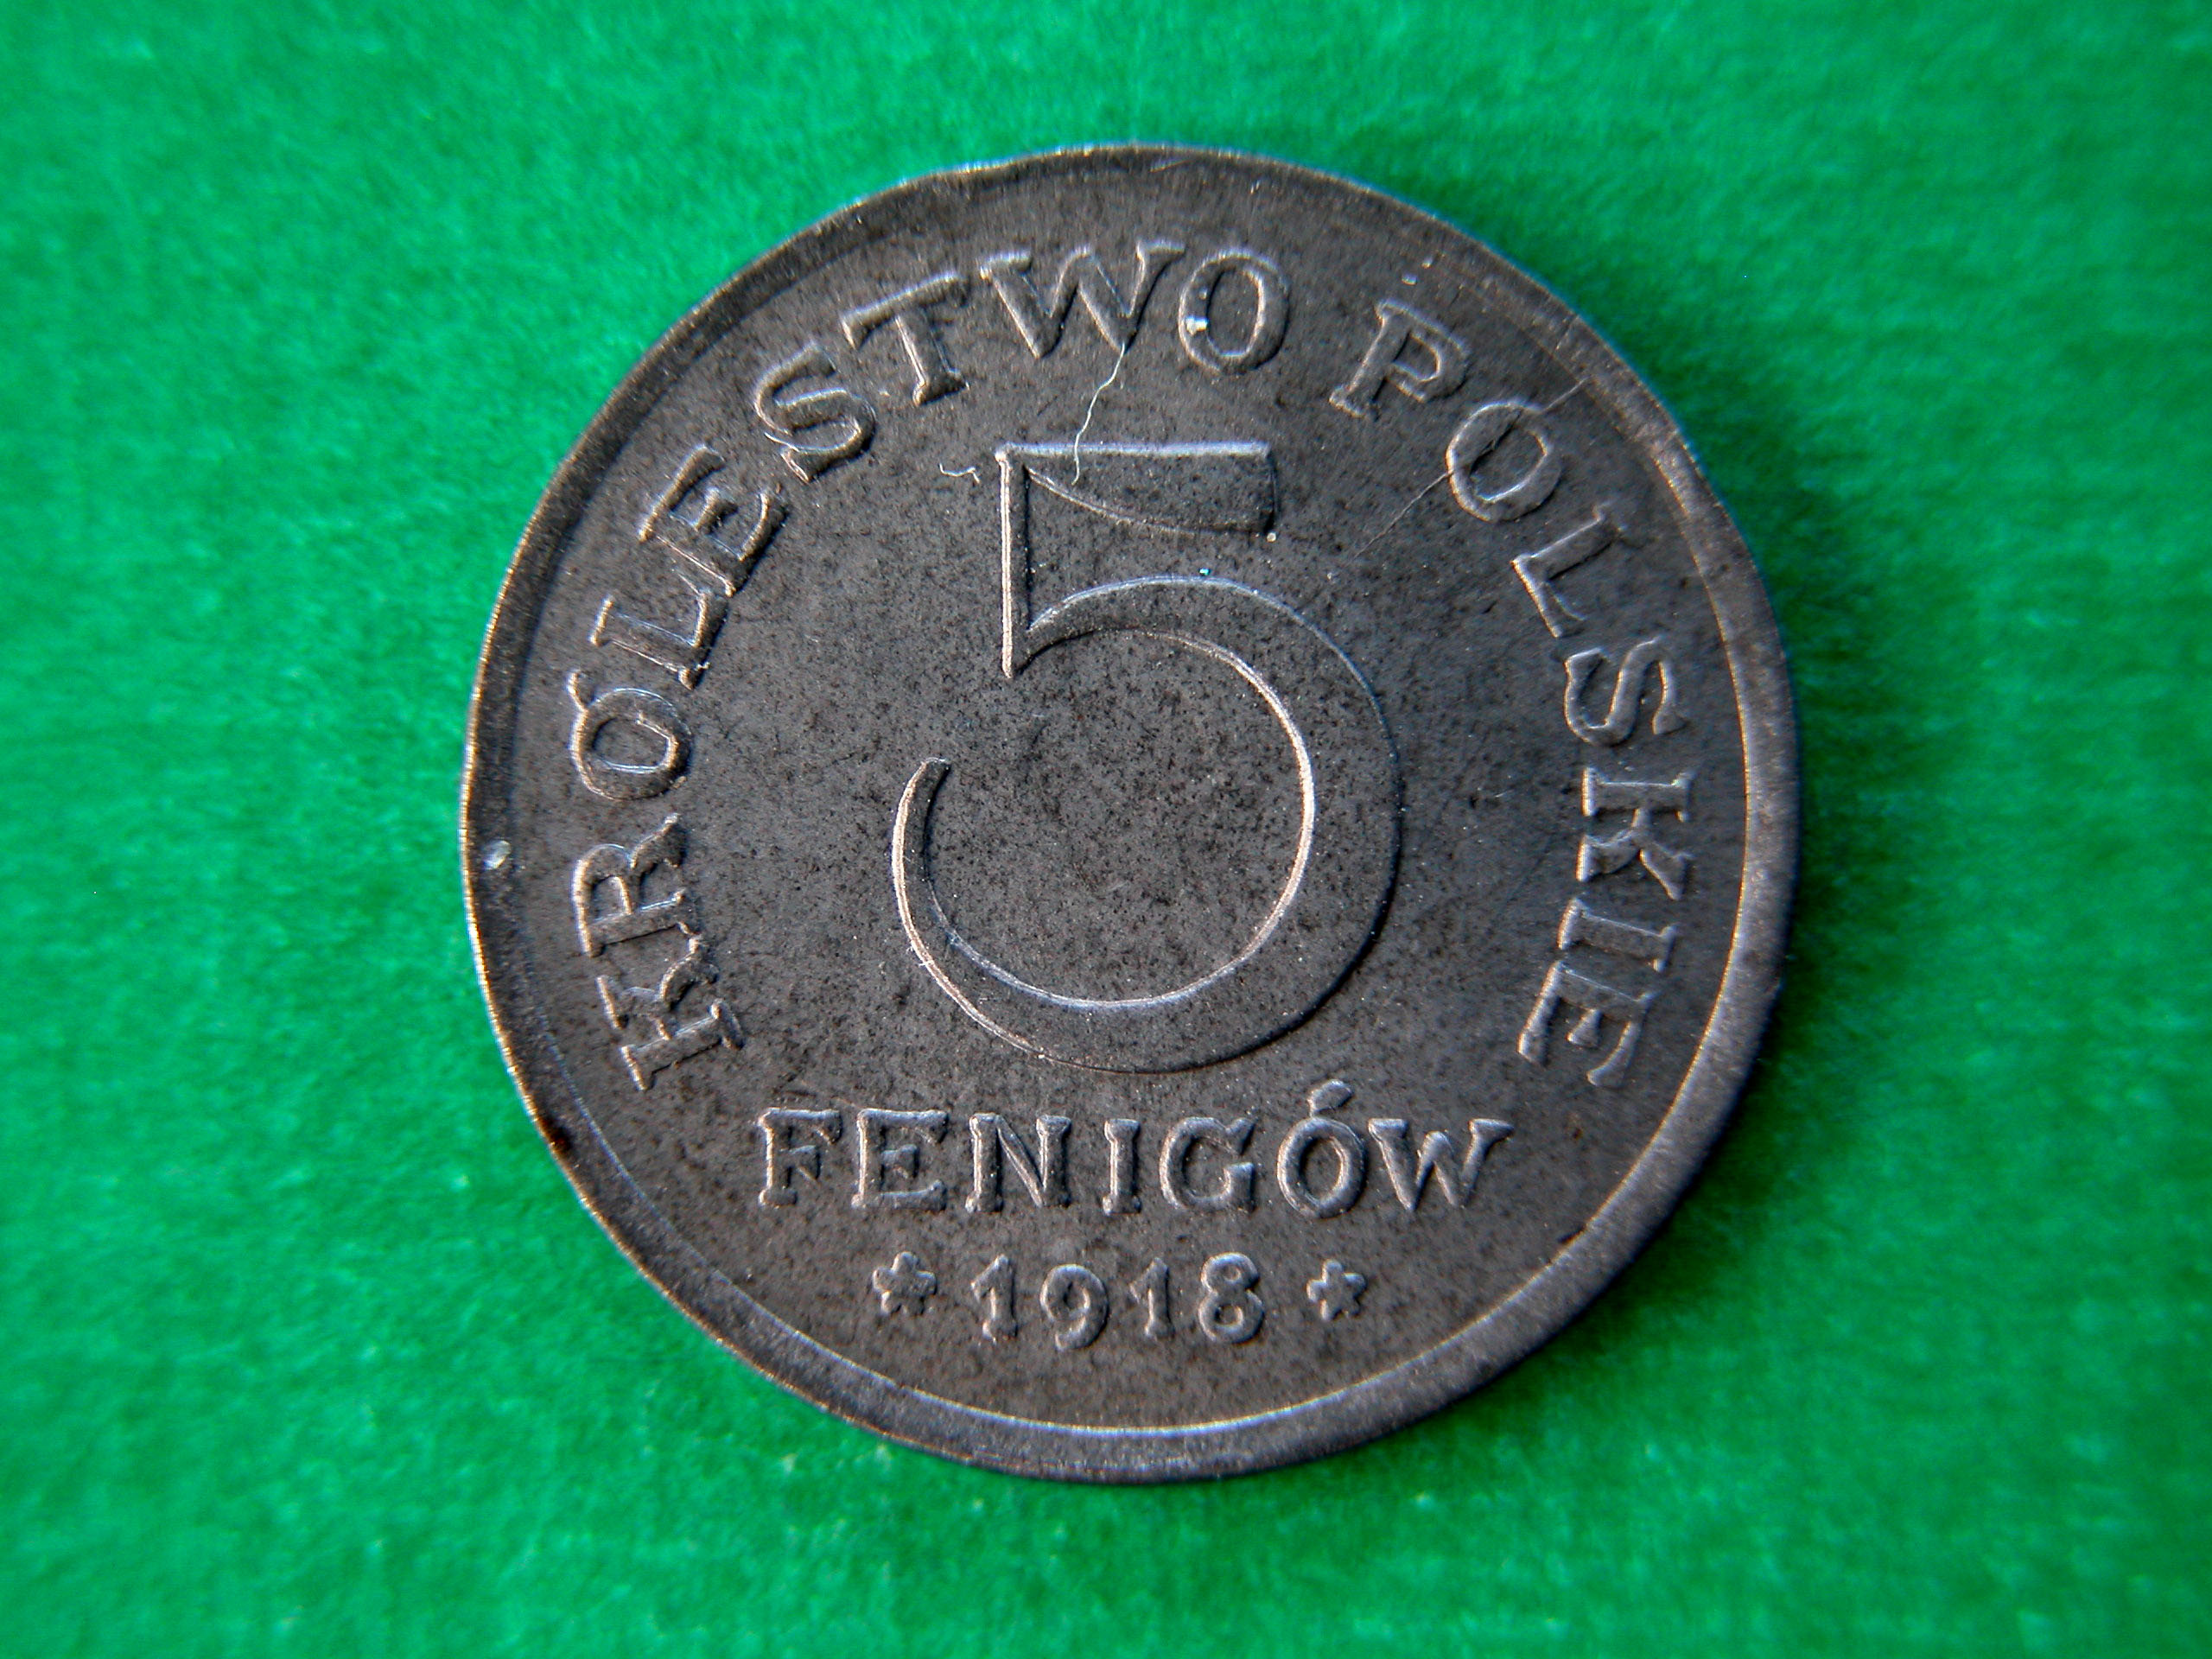 KRÓLESTWO POLSKIE
5
FENIGÓW
* 1918 *